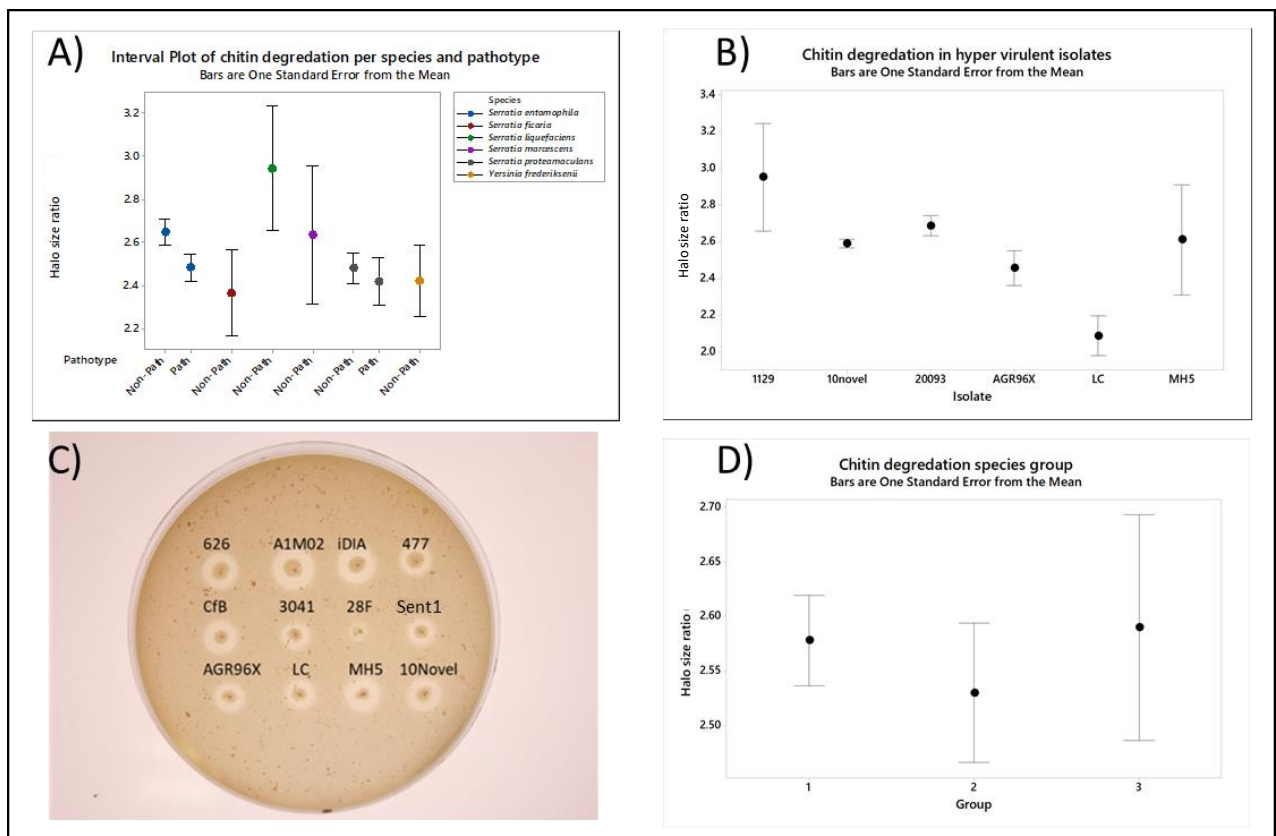 A)
Interval Plot of chitin degredation per species and pathotype
Bars are One Standard Error from the Mean
Species
Serratia entomophila
Serratia ficaria
Serratia liquefaciens
Serratia marcescens
Serratia proteamaculans
Yersinia frederiksenii
Halo size ratio
3.2
3.0
2.8
2.6
2.4
2.2
Pathotype
Non-Path Path Non-Path Non-Path Non-Path Non-Path Path Non-Path
B)
Chitin degredation in hyper virulent isolates
Bars are One Standard Error from the Mean
Halo size ratio
3.4
3.2
3.0
2.8
2.6
2.4
2.2
2.0
1129 10novel 20093 AGR96X LC MH5
Isolate
C)
626 A1M02 iDIA 477
CfB 3041 28F Sent1
AGR96X LC MH5 10Novel
D)
Chitin degredation species group
Bars are One Standard Error from the Mean
Halo size ratio
2.70
2.65
2.60
2.55
2.50
1 2 3
Group